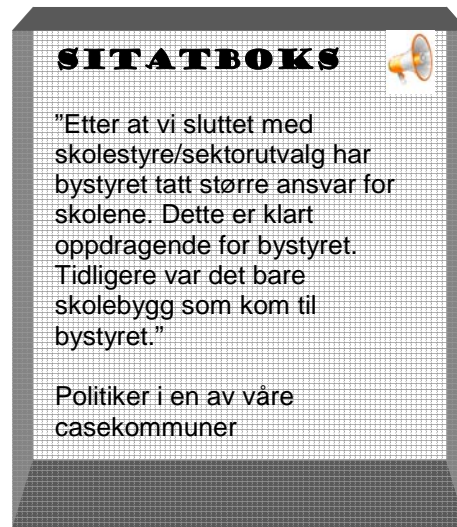 SITATBOKS
”Etter at vi sluttet med
skolestyre/sektorutvalg har
bystyret tatt større ansvar for
skolene. Dette er klart
oppdragende for bystyret.
Tidligere var det bare
skolebygg som kom til
bystyret.”
Politiker i en av våre
casekommuner